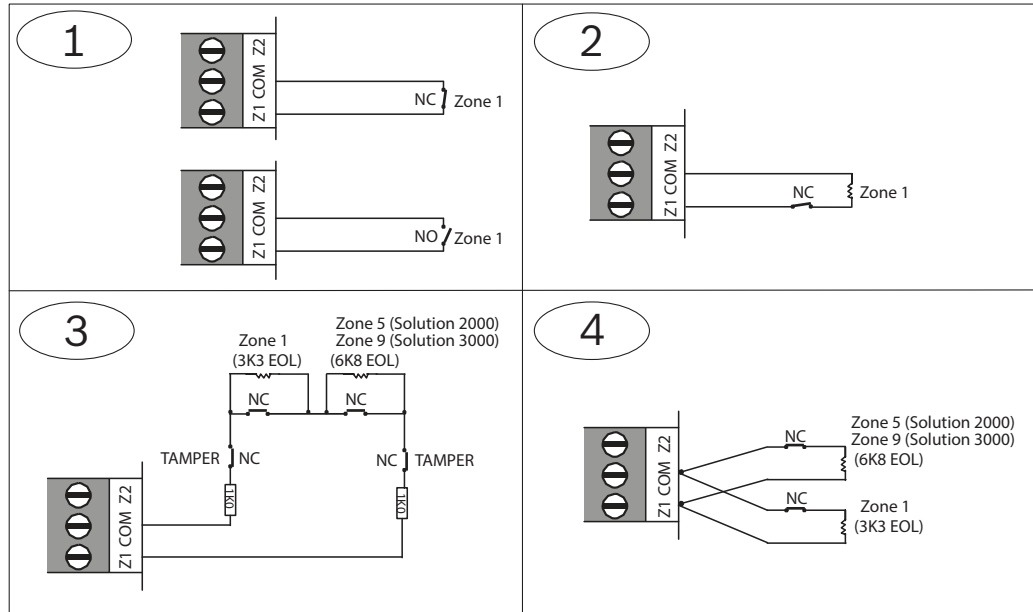 1
Z1 COM Z2
NC Zone 1
Z1 COM Z2
NO Zone 1
2
Z1 COM Z2
NC
Zone 1
3
Zone 5 (Solution 2000)
Zone 1 Zone 9 (Solution 3000)
(3K3 EOL) (6K8 EOL)
NC NC
TAMPER NC NC TAMPER
1K0 1K0
Z1 COM Z2
4
Z1 COM Z2
NC Zone 5 (Solution 2000)
Zone 9 (Solution 3000)
(6K8 EOL)
NC
Zone 1
(3K3 EOL)